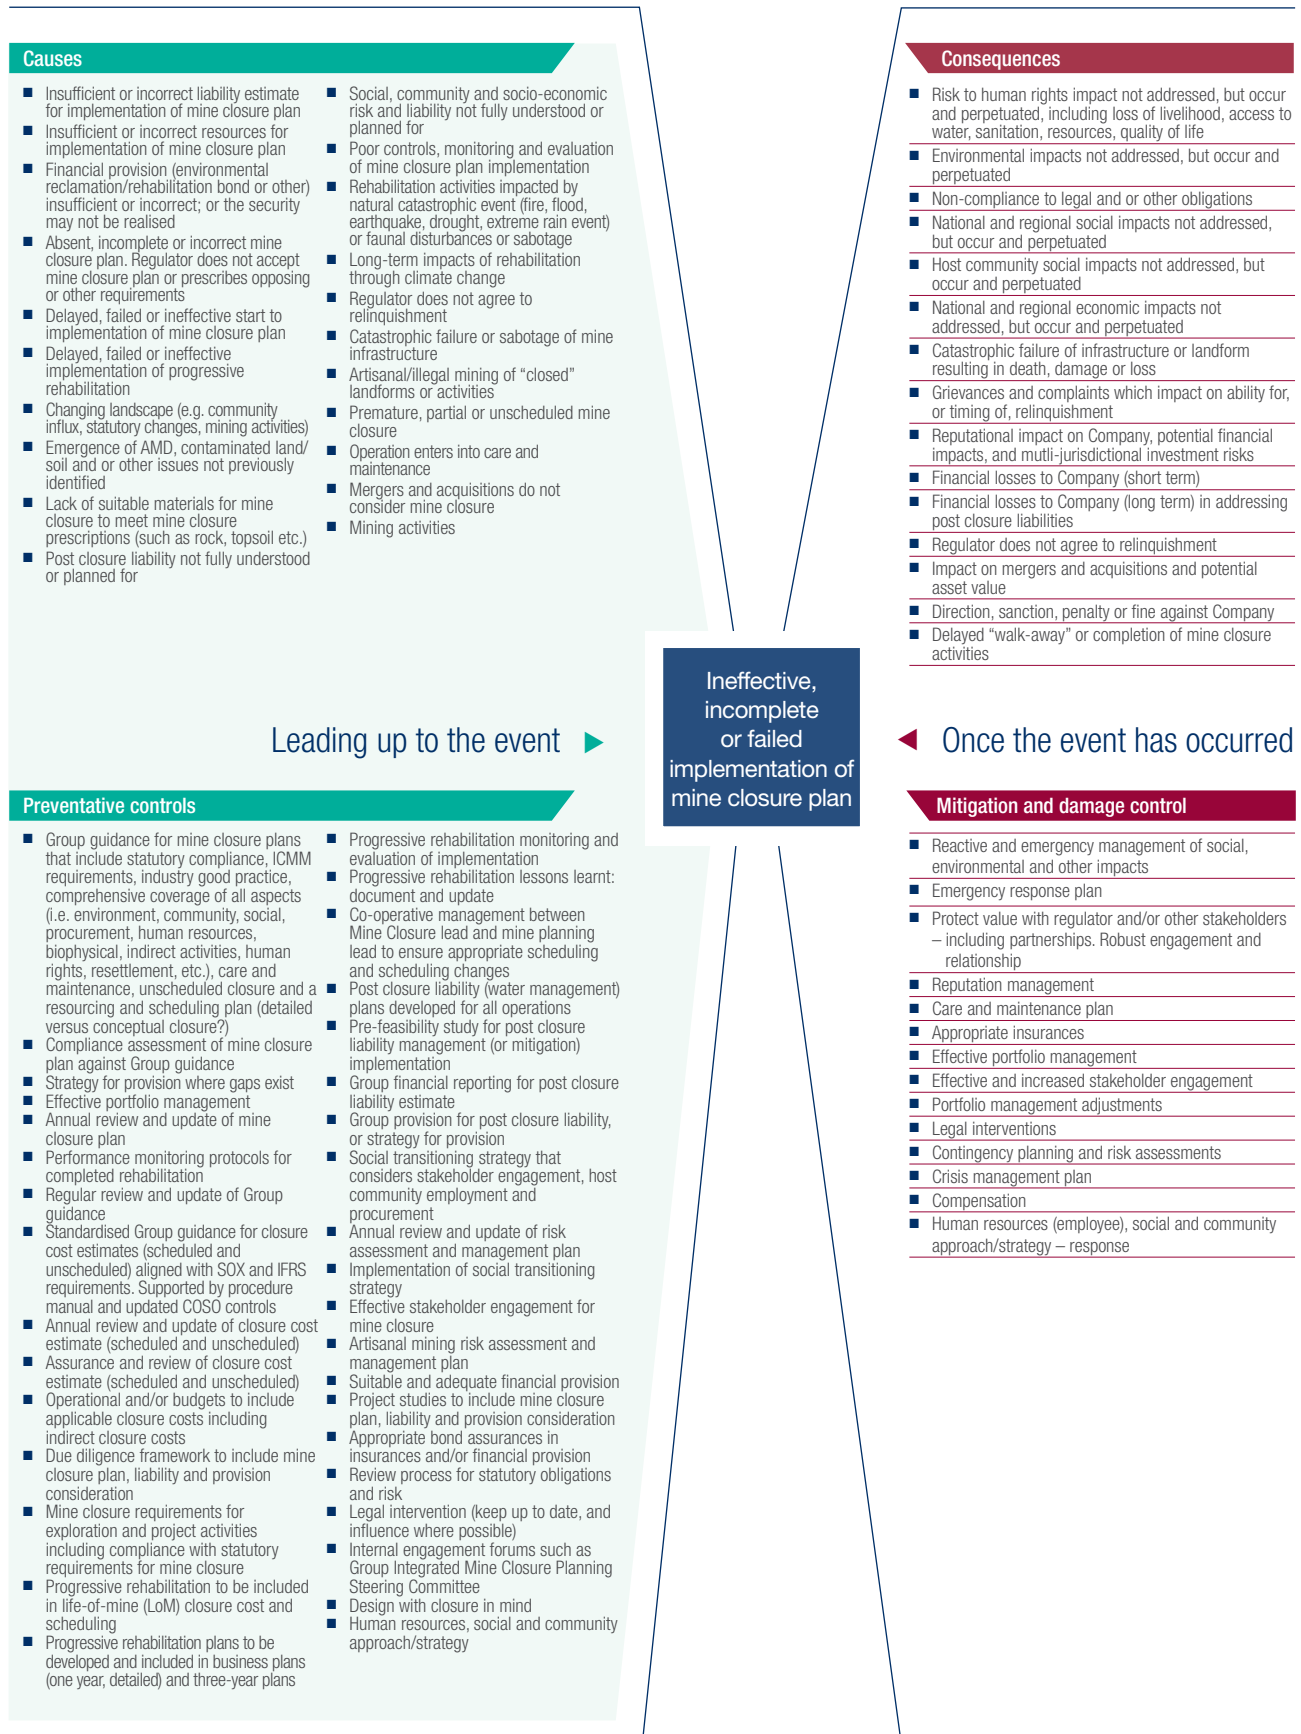 Causes
Insufficient or incorrect liability estimate
for implementation of mine closure plan
Insufficient or incorrect resources for
implementation of mine closure plan
Financial provision (environmental
reclamation/rehabilitation bond or other)
insufficient or incorrect; or the security
may not be realised
Absent, incomplete or incorrect mine
closure plan. Regulator does not accept
mine closure plan or prescribes opposing
or other requirements
Delayed, failed or ineffective start to
implementation of mine closure plan
Delayed, failed or ineffective
implementation of progressive
rehabilitation
Changing landscape (e.g. community
influx, statutory changes, mining activities)
Emergence of AMD, contaminated land/
soil and or other issues not previously
identified
Lack of suitable materials for mine
closure to meet mine closure
prescriptions (such as rock, topsoil etc.)
Post closure liability not fully understood
or planned for
Social, community and socio-economic
risk and liability not fully understood or
planned for
Poor controls, monitoring and evaluation
of mine closure plan implementation
Rehabilitation activities impacted by
natural catastrophic event (fire, flood,
earthquake, drought, extreme rain event)
or faunal disturbances or sabotage
Long-term impacts of rehabilitation
through climate change
Regulator does not agree to
relinquishment
Catastrophic failure or sabotage of mine
infrastructure
Artisanal/illegal mining of “closed”
landforms or activities
Premature, partial or unscheduled mine
closure
Operation enters into care and
maintenance
Mergers and acquisitions do not
consider mine closure
Mining activities
Consequences
Risk to human rights impact not addressed, but occur
and perpetuated, including loss of livelihood, access to
water, sanitation, resources, quality of life
Environmental impacts not addressed, but occur and
perpetuated
Non-compliance to legal and or other obligations
National and regional social impacts not addressed,
but occur and perpetuated
Host community social impacts not addressed, but
occur and perpetuated
National and regional economic impacts not
addressed, but occur and perpetuated
Catastrophic failure of infrastructure or landform
resulting in death, damage or loss
Grievances and complaints which impact on ability for,
or timing of, relinquishment
Reputational impact on Company, potential financial
impacts, and mutli-jurisdictional investment risks
Financial losses to Company (short term)
Financial losses to Company (long term) in addressing
post closure liabilities
Regulator does not agree to relinquishment
Impact on mergers and acquisitions and potential
asset value
Direction, sanction, penalty or fine against Company
Delayed “walk-away” or completion of mine closure
activities
Leading up to the event
Ineffective,
incomplete
or failed
implementation of
mine closure plan
Once the event has occurred
Preventative controls
Group guidance for mine closure plans
that include statutory compliance, ICMM
requirements, industry good practice,
comprehensive coverage of all aspects
(i.e. environment, community, social,
procurement, human resources,
biophysical, indirect activities, human
rights, resettlement, etc.), care and
maintenance, unscheduled closure and a
resourcing and scheduling plan (detailed
versus conceptual closure?)
Compliance assessment of mine closure
plan against Group guidance
Strategy for provision where gaps exist
Effective portfolio management
Annual review and update of mine
closure plan
Performance monitoring protocols for
completed rehabilitation
Regular review and update of Group
guidance
Standardised Group guidance for closure
cost estimates (scheduled and
unscheduled) aligned with SOX and IFRS
requirements. Supported by procedure
manual and updated COSO controls
Annual review and update of closure cost
estimate (scheduled and unscheduled)
Assurance and review of closure cost
estimate (scheduled and unscheduled)
Operational and/or budgets to include
applicable closure costs including
indirect closure costs
Due diligence framework to include mine
closure plan, liability and provision
consideration
Mine closure requirements for
exploration and project activities
including compliance with statutory
requirements for mine closure
Progressive rehabilitation to be included
in life-of-mine (LoM) closure cost and
scheduling
Progressive rehabilitation plans to be
developed and included in business plans
(one year, detailed) and three-year plans
Progressive rehabilitation monitoring and
evaluation of implementation
Progressive rehabilitation lessons learnt:
document and update
Co-operative management between
Mine Closure lead and mine planning
lead to ensure appropriate scheduling
and scheduling changes
Post closure liability (water management)
plans developed for all operations
Pre-feasibility study for post closure
liability management (or mitigation)
implementation
Group financial reporting for post closure
liability estimate
Group provision for post closure liability,
or strategy for provision
Social transitioning strategy that
considers stakeholder engagement, host
community employment and
procurement
Annual review and update of risk
assessment and management plan
Implementation of social transitioning
strategy
Effective stakeholder engagement for
mine closure
Artisanal mining risk assessment and
management plan
Suitable and adequate financial provision
Project studies to include mine closure
plan, liability and provision consideration
Appropriate bond assurances in
insurances and/or financial provision
Review process for statutory obligations
and risk
Legal intervention (keep up to date, and
influence where possible)
Internal engagement forums such as
Group Integrated Mine Closure Planning
Steering Committee
Design with closure in mind
Human resources, social and community
approach/strategy
Mitigation and damage control
Reactive and emergency management of social,
environmental and other impacts
Emergency response plan
Protect value with regulator and/or other stakeholders
– including partnerships. Robust engagement and
relationship
Reputation management
Care and maintenance plan
Appropriate insurances
Effective portfolio management
Effective and increased stakeholder engagement
Portfolio management adjustments
Legal interventions
Contingency planning and risk assessments
Crisis management plan
Compensation
Human resources (employee), social and community
approach/strategy – response